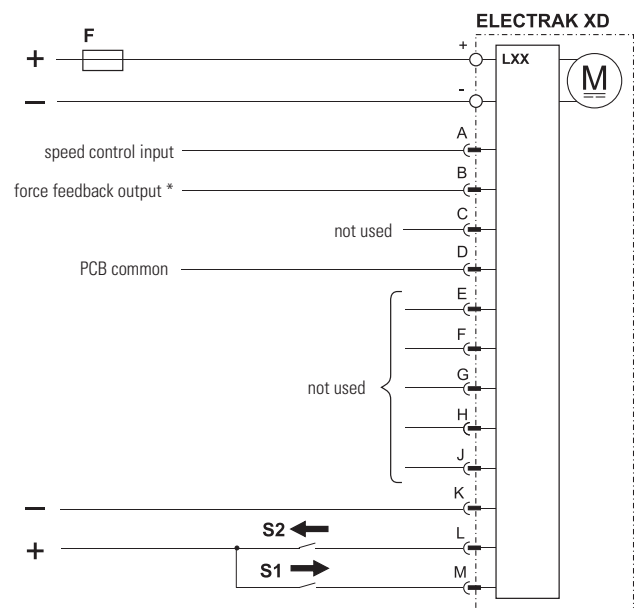 ELECTRAK XD
F
+
LXX
+
M
-
−
A
speed control input
B
force feedback output *
C
not used
D
PCB common
E
F
G
not used
H
J
K
−
S2
L
+
S1
M